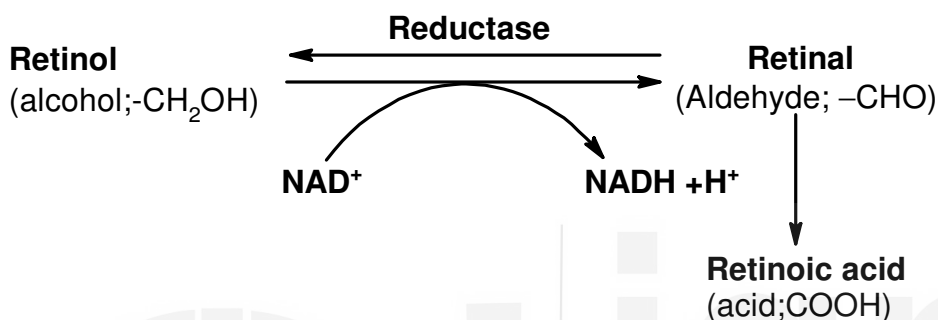 Reductase
Retinol
(alcohol;-CH₂OH)
Retinal
(Aldehyde; –CHO)
NAD⁺
NADH +H⁺
Retinoic acid
(acid;COOH)